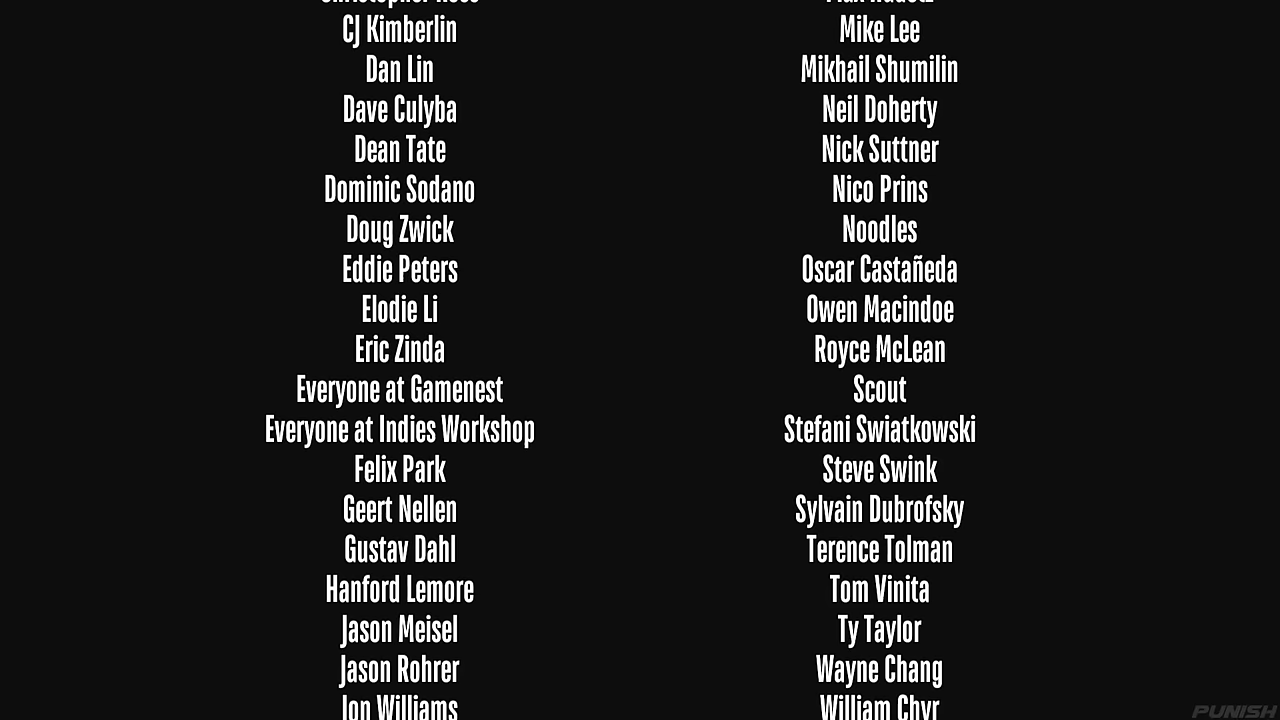 CJ Kimberlin
Dan Lin
Dave Culyba
Dean Tate
Dominic Sodano
Doug Zwick
Eddie Peters
Elodie Li
Eric Zinda
Everyone at Gamenest
Everyone at Indies Workshop
Felix Park
Geert Nellen
Gustav Dahl
Hanford Lemore
Jason Meisel
Jason Rohrer
Jon Williams
Mike Lee
Mikhail Shumilin
Neil Doherty
Nick Suttner
Nico Prins
Noodles
Oscar Castañeda
Owen Macindoe
Royce McLean
Scout
Stefani Swiatkowski
Steve Swink
Sylvain Dubrofsky
Terence Tolman
Tom Vinita
Ty Taylor
Wayne Chang
William Chyr
PUNISH